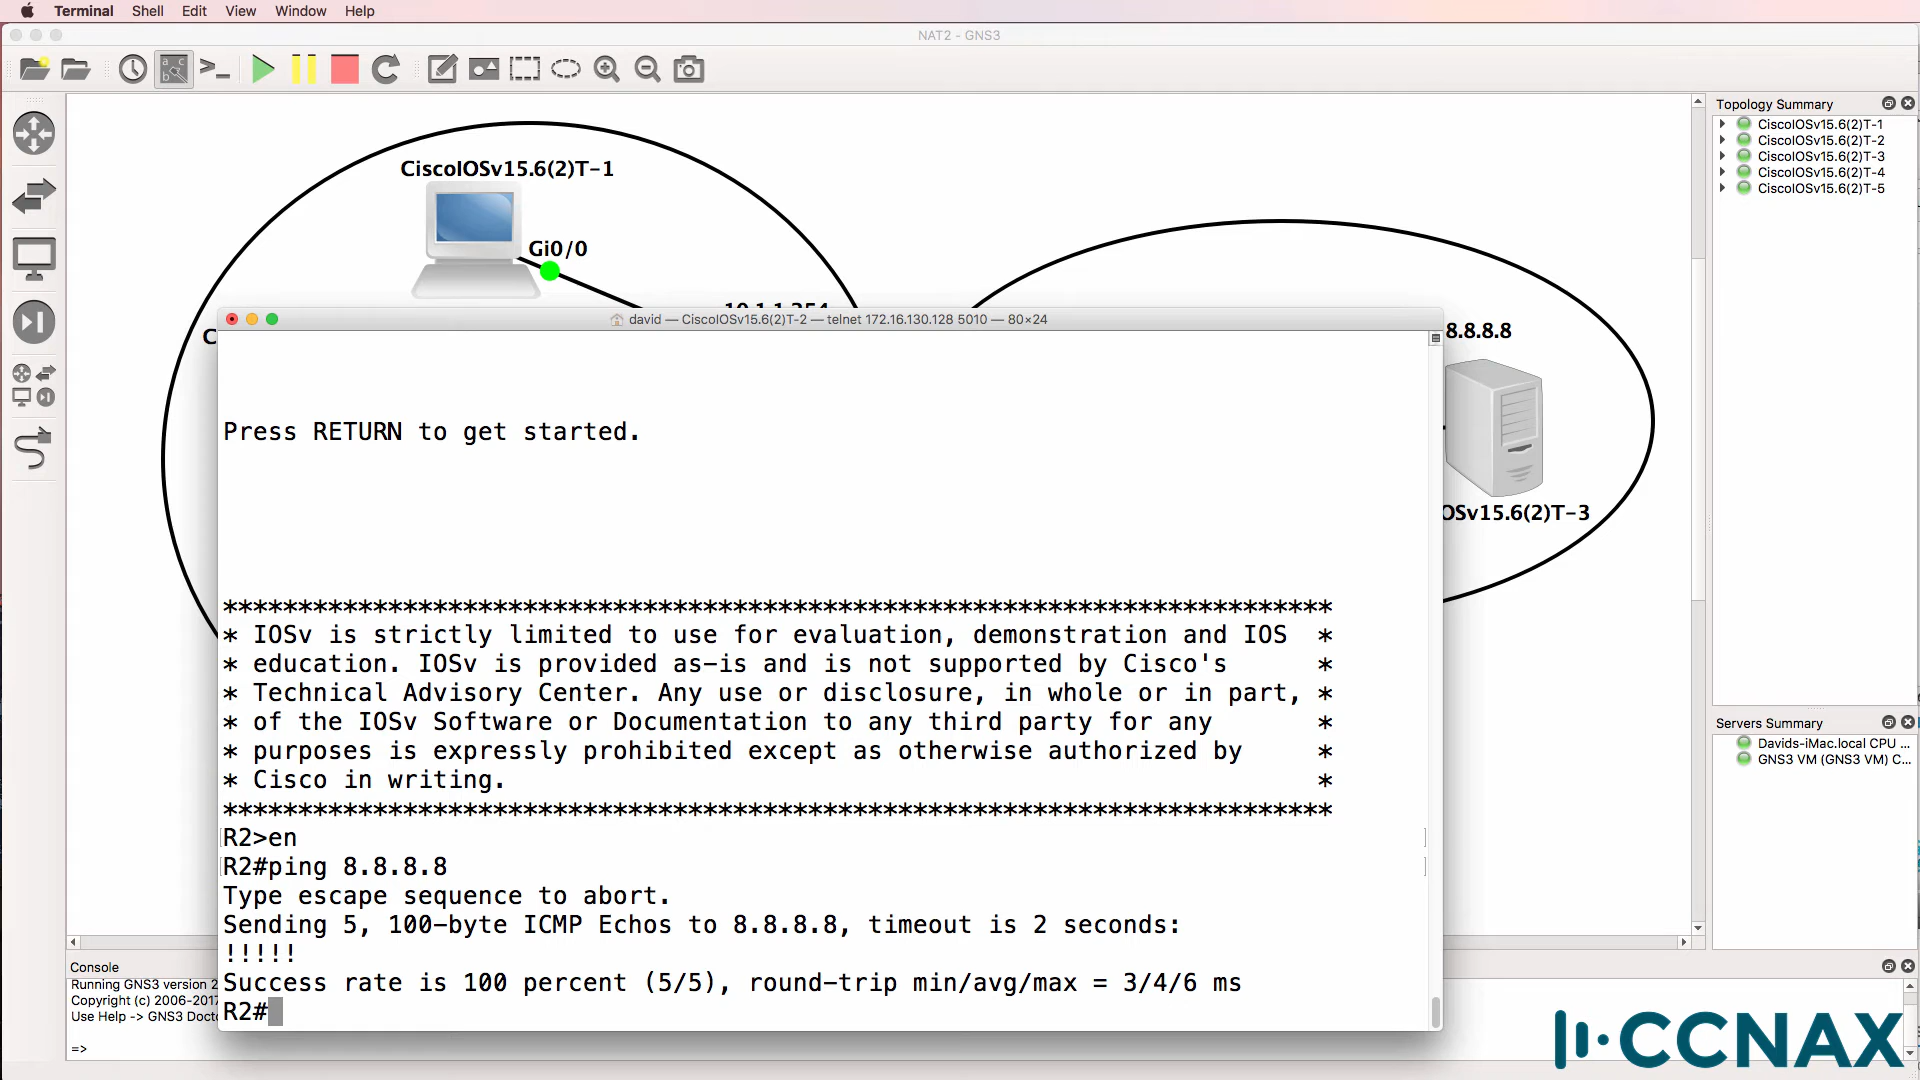 Terminal Shell Edit View Window Help
NAT2 - GNS3
Topology Summary
CiscoIOSv15.6(2)T-1
CiscoIOSv15.6(2)T-2
CiscoIOSv15.6(2)T-3
CiscoIOSv15.6(2)T-4
CiscoIOSv15.6(2)T-5
CiscoIOSv15.6(2)T-1
Gi0/0
10.1.1.254
8.8.8.8
OSv15.6(2)T-3
david — CiscoIOSv15.6(2)T-2 — telnet 172.16.130.128 5010 — 80×24
Press RETURN to get started.
**************************************************************************
* IOSv is strictly limited to use for evaluation, demonstration and IOS  *
* education. IOSv is provided as-is and is not supported by Cisco's      *
* Technical Advisory Center. Any use or disclosure, in whole or in part, *
* of the IOSv Software or Documentation to any third party for any       *
* purposes is expressly prohibited except as otherwise authorized by     *
* Cisco in writing.                                                      *
**************************************************************************
R2>en
R2#ping 8.8.8.8
Type escape sequence to abort.
Sending 5, 100-byte ICMP Echos to 8.8.8.8, timeout is 2 seconds:
!!!!!
Success rate is 100 percent (5/5), round-trip min/avg/max = 3/4/6 ms
R2#
Servers Summary
Davids-iMac.local CPU ...
GNS3 VM (GNS3 VM) C...
Console
Running GNS3 version 2
Copyright (c) 2006-2017
Use Help -> GNS3 Docto
=>
CCNAX